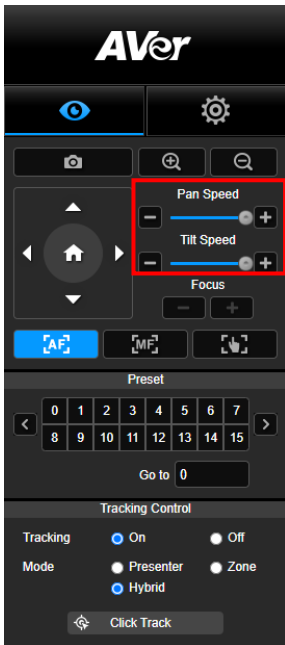 AVer
Pan Speed
Tilt Speed
Focus
AF
MF
Preset
0 1 2 3 4 5 6 7
8 9 10 11 12 13 14 15
Go to 0
Tracking Control
Tracking On Off
Mode Presenter Zone
Hybrid
Click Track